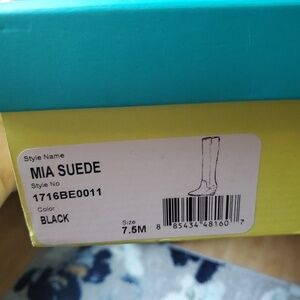 Style Name
MIA SUEDE
Style No
1716BE0011
Color
BLACK
Size
7.5M
8 85434 48160 7